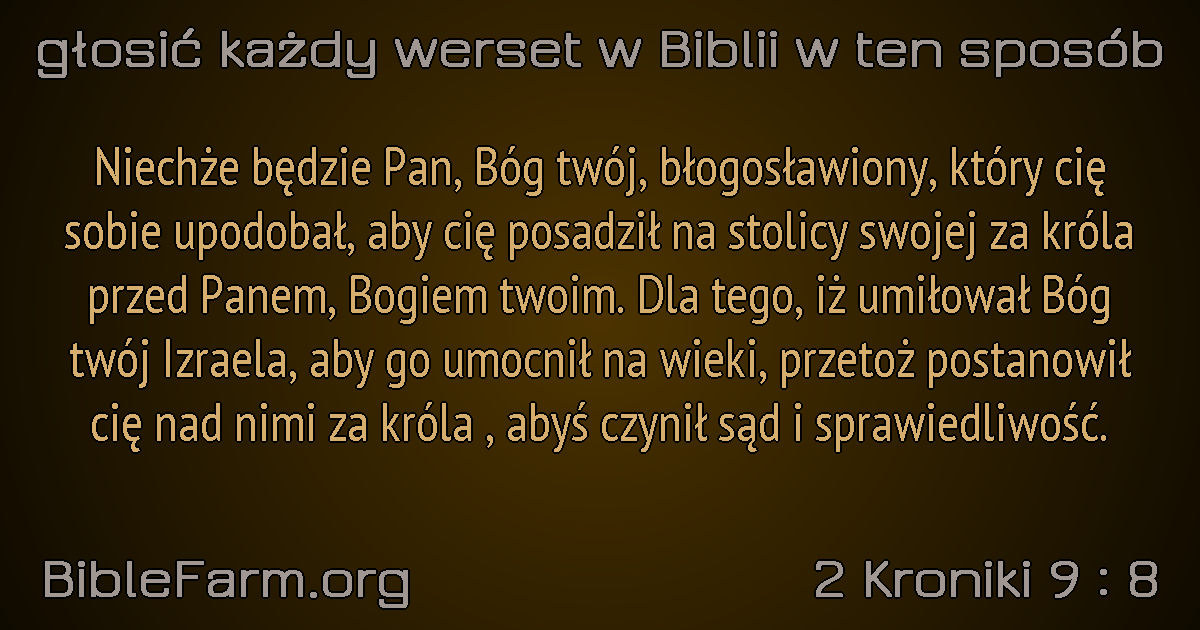 głosić każdy werset w Biblii w ten sposób
Niechże będzie Pan, Bóg twój, błogosławiony, który cię
sobie upodobał, aby cię posadził na stolicy swojej za króla
przed Panem, Bogiem twoim. Dla tego, iż umiłował Bóg
twój Izraela, aby go umocnił na wieki, przetoż postanowił
cię nad nimi za króla , abyś czynił sąd i sprawiedliwość.
BibleFarm.org
2 Kroniki 9 : 8